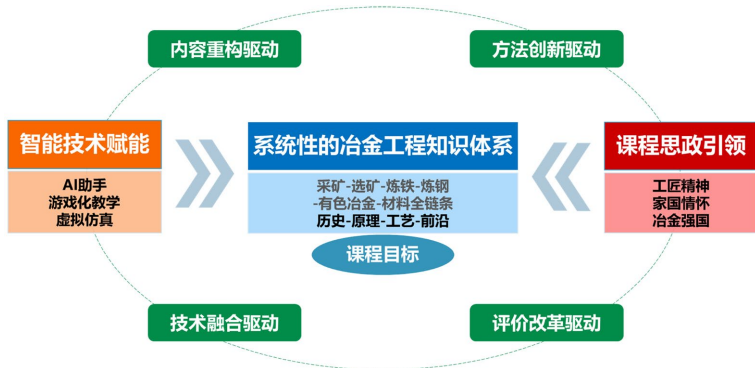 内容重构驱动
方法创新驱动
智能技术赋能
AI助手
游戏化教学
虚拟仿真
系统性的冶金工程知识体系
采矿-选矿-炼铁-炼钢
-有色冶金-材料全链条
历史-原理-工艺-前沿
课程目标
课程思政引领
工匠精神
家国情怀
冶金强国
技术融合驱动
评价改革驱动